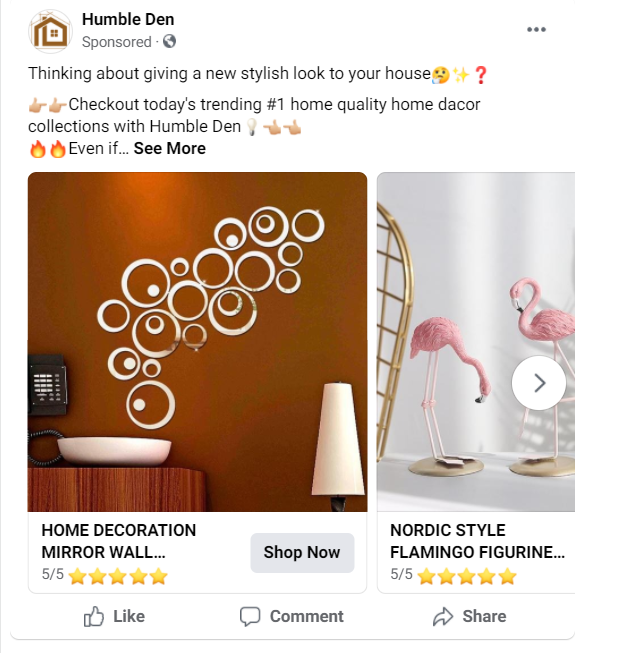 Humble Den
Sponsored ·
Thinking about giving a new stylish look to your house🤔✨❓
👉🏼👉🏼Checkout today's trending #1 home quality home dacor
collections with Humble Den💡👈🏼👈🏼
🔥🔥Even if... See More
HOME DECORATION
MIRROR WALL...
5/5 ⭐⭐⭐⭐⭐
Shop Now
NORDIC STYLE
FLAMINGO FIGURINE...
5/5 ⭐⭐⭐⭐⭐
Like
Comment
Share